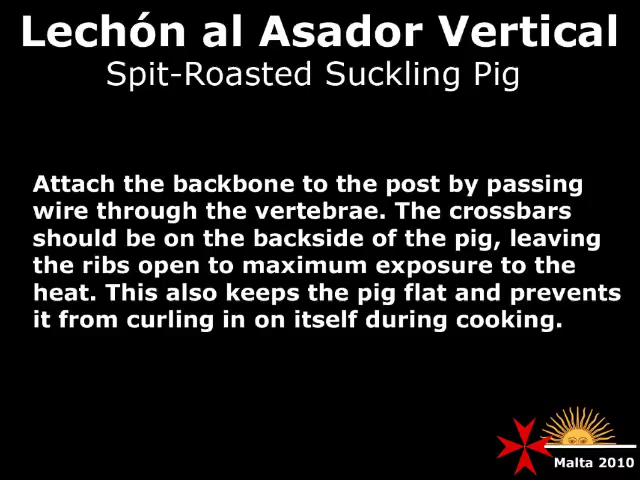 Lechón al Asador Vertical
Spit-Roasted Suckling Pig
Attach the backbone to the post by passing
wire through the vertebrae. The crossbars
should be on the backside of the pig, leaving
the ribs open to maximum exposure to the
heat. This also keeps the pig flat and prevents
it from curling in on itself during cooking.
Malta 2010